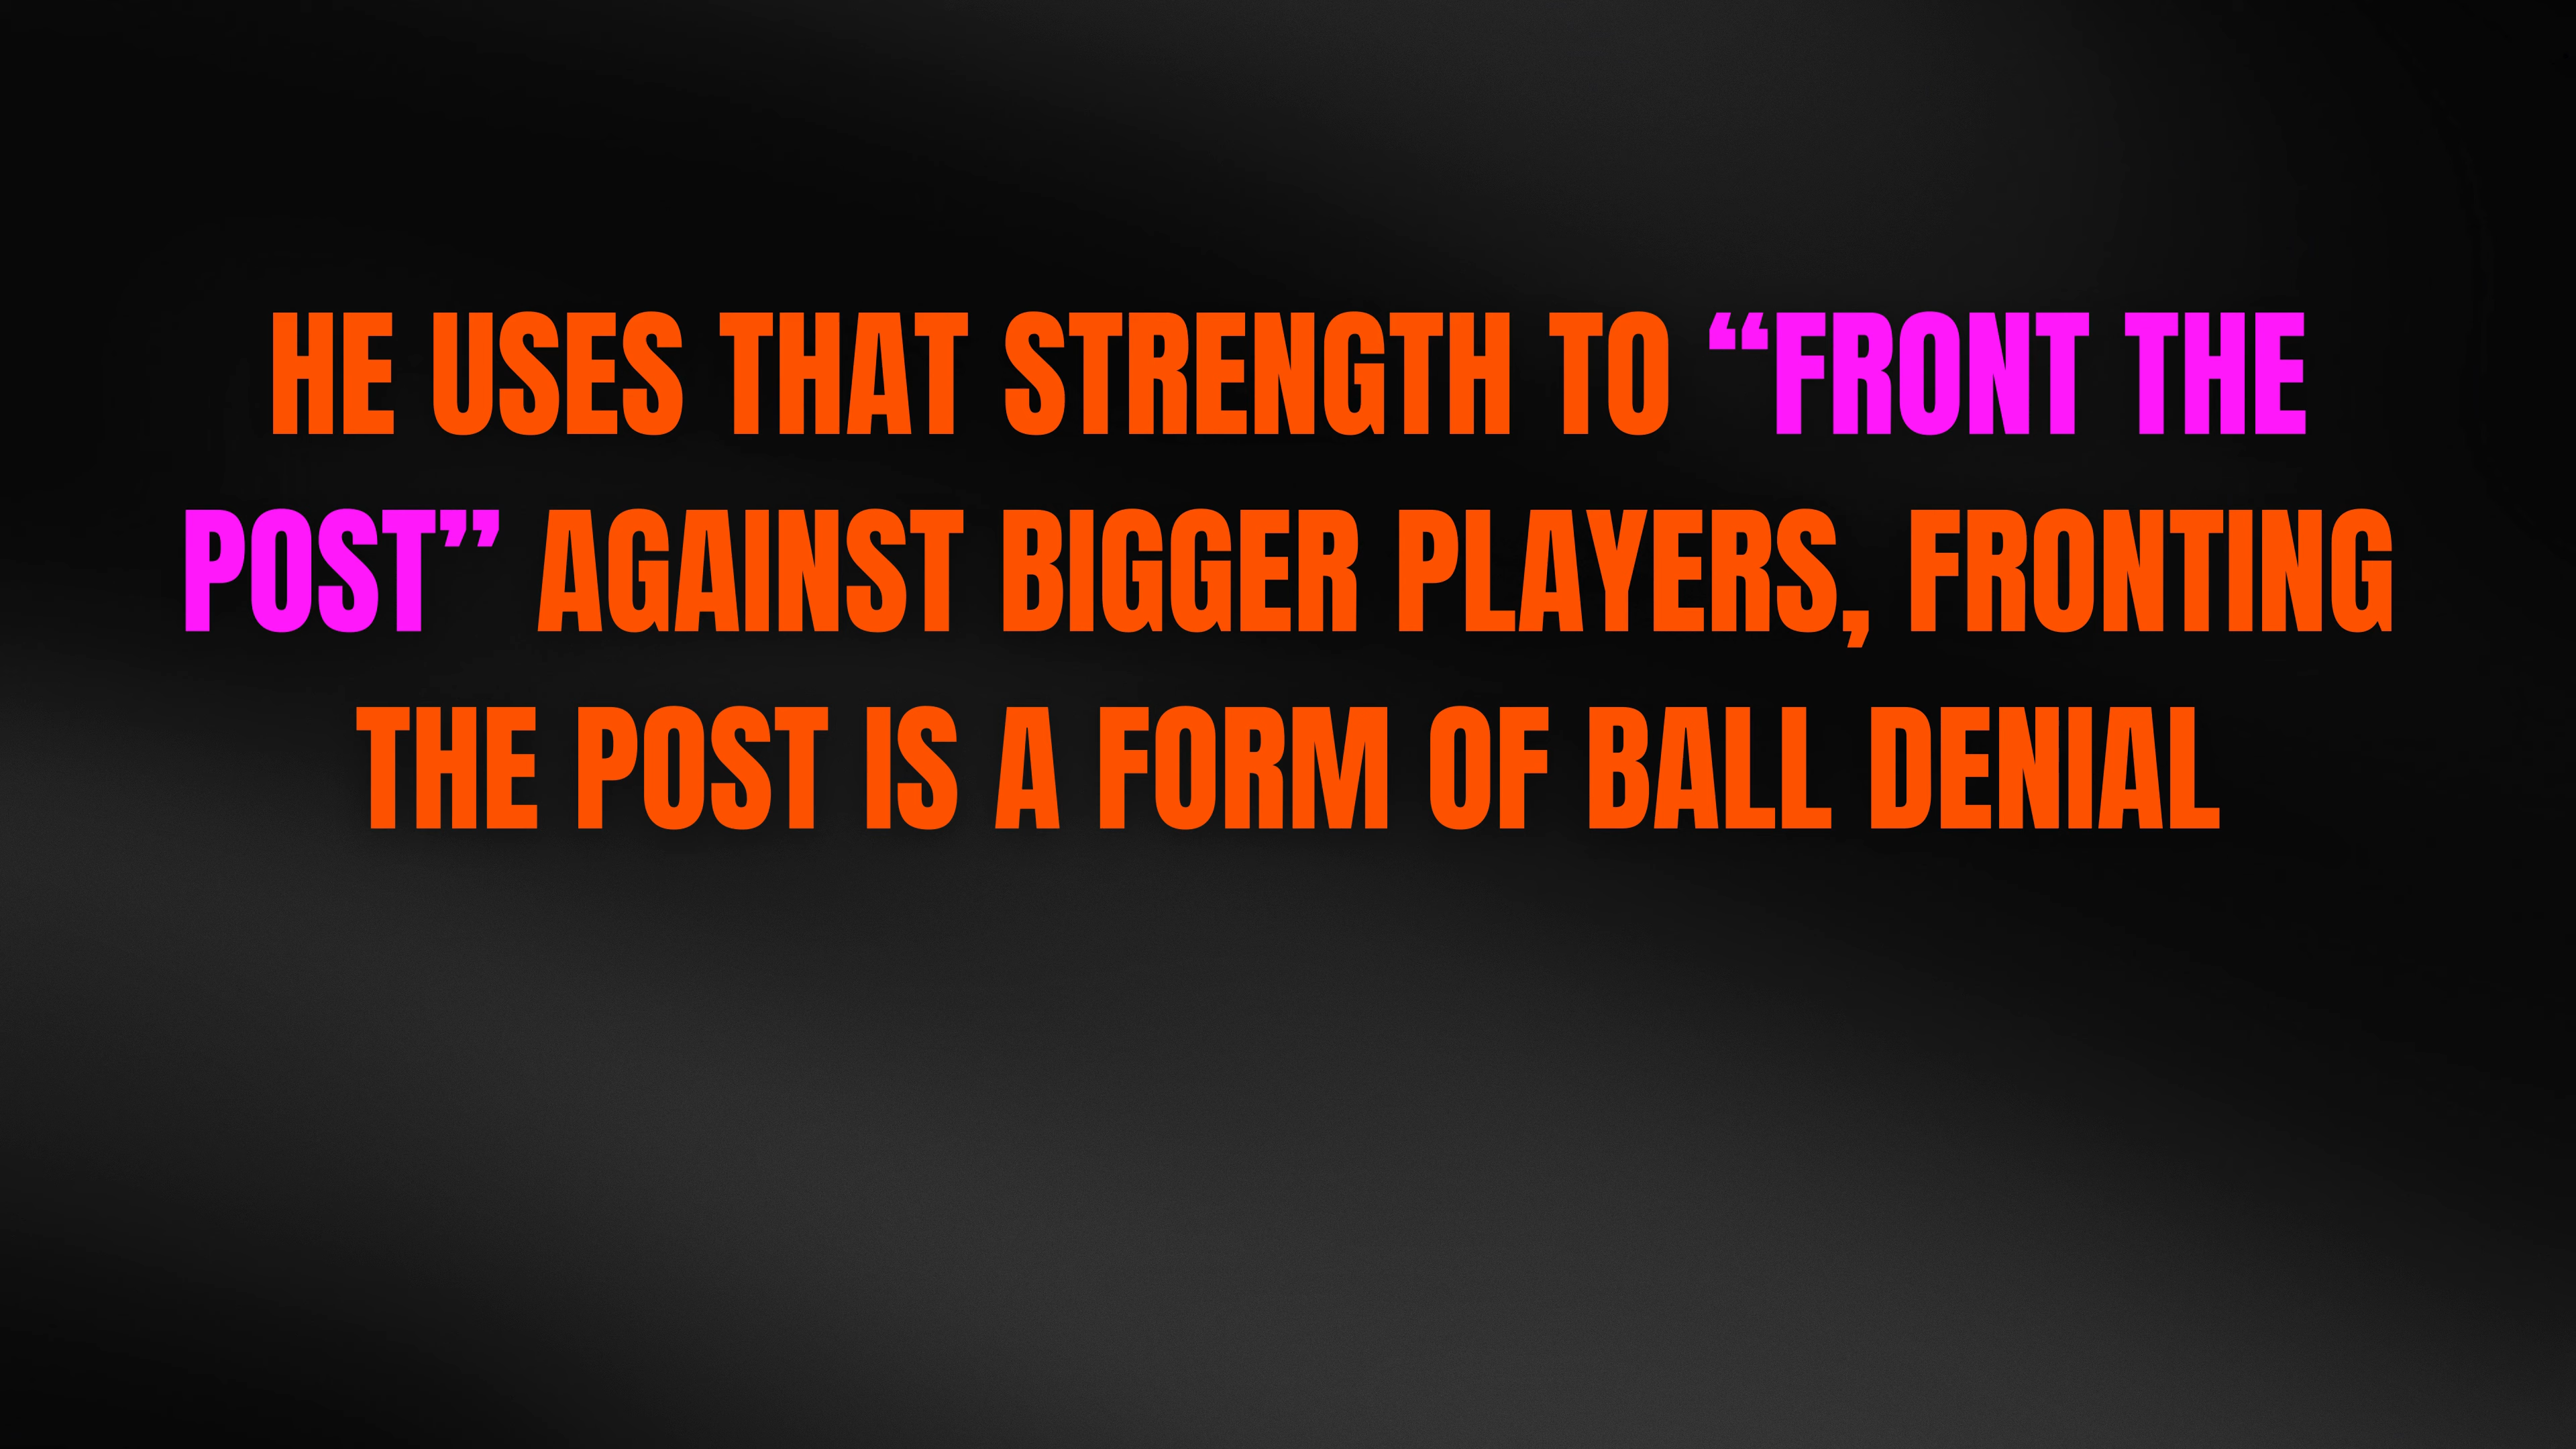 HE USES THAT STRENGTH TO “FRONT THE
POST” AGAINST BIGGER PLAYERS, FRONTING
THE POST IS A FORM OF BALL DENIAL